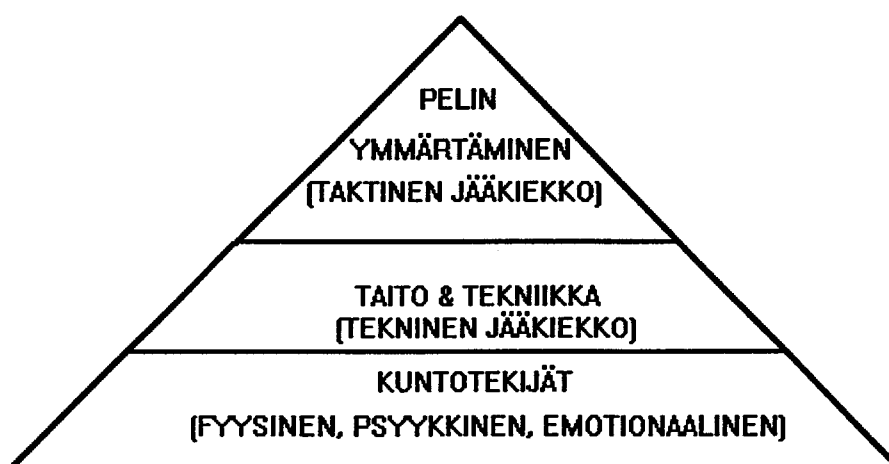 PELIN
YMMÄRTÄMINEN
(TAKTINEN JÄÄKIEKKO)
TAITO & TEKNIIKKA
(TEKNINEN JÄÄKIEKKO)
KUNTOTEKIJÄT
(FYYSINEN, PSYYKKINEN, EMOTIONAALINEN)